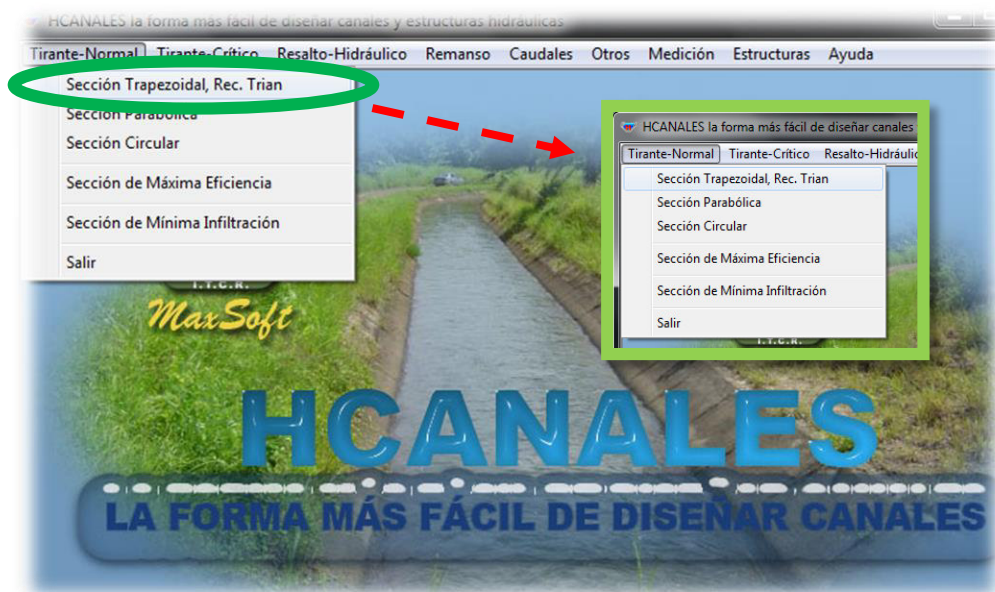 HCANALES la forma más fácil de diseñar canales y estructuras hidráulicas
Tirante-Normal Tirante-Crítico Resalto-Hidráulico Remanso Caudales Otros Medición Estructuras Ayuda
Sección Trapezoidal, Rec. Trian
Sección Parabólica
Sección Circular
Sección de Máxima Eficiencia
Sección de Mínima Infiltración
Salir
I.T.C.R.
MaxSoft
HCANALES la forma más fácil de diseñar canales
Tirante-Normal Tirante-Crítico Resalto-Hidráulic
Sección Trapezoidal, Rec. Trian
Sección Parabólica
Sección Circular
Sección de Máxima Eficiencia
Sección de Mínima Infiltración
Salir
I.T.C.R.
HCANALES
LA FORMA MÁS FÁCIL DE DISEÑAR CANALES